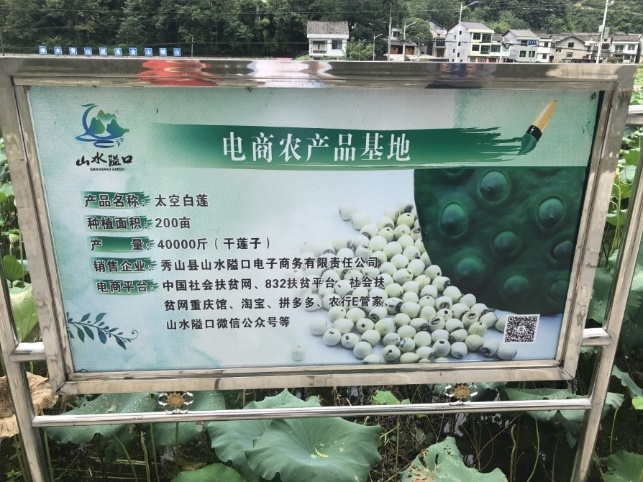 电商农产品基地
山水隘口
SHANSHUI AIKOU
产品名称：太空白莲
种植面积：200亩
产 量：40000斤（干莲子）
销售企业：秀山县山水隘口电子商务有限责任公司
电商平台：中国社会扶贫网、832扶贫平台、社会扶
贫网重庆馆、淘宝、拼多多、农行E管家、
山水隘口微信公众号等